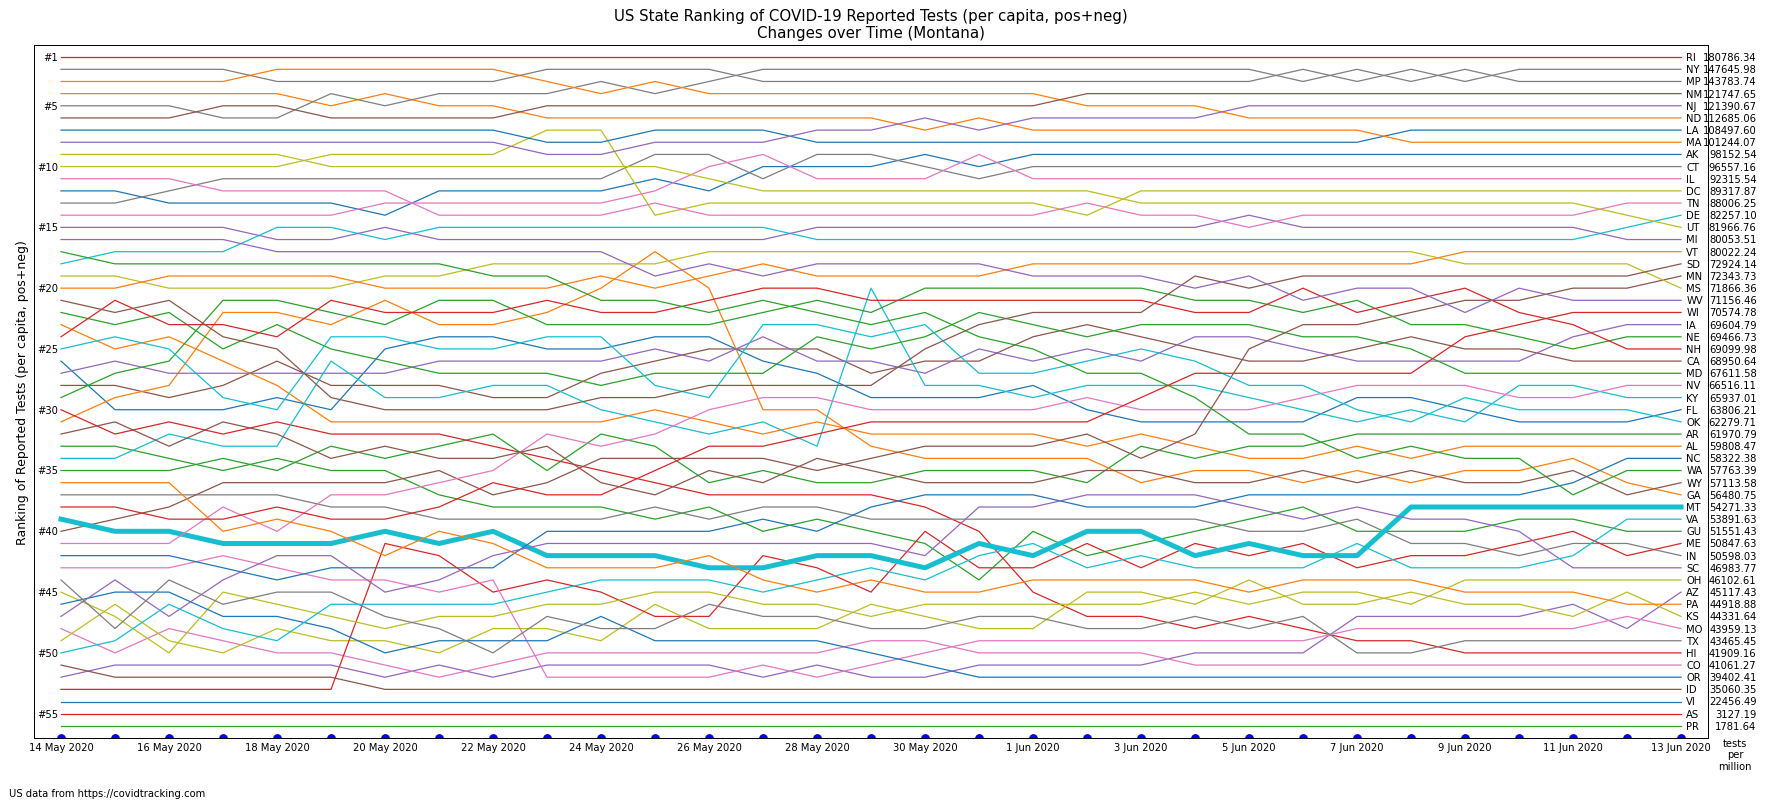 US State Ranking of COVID-19 Reported Tests (per capita, pos+neg)
Changes over Time (Montana)
Ranking of Reported Tests (per capita, pos+neg)
#1
#5
#10
#15
#20
#25
#30
#35
#40
#45
#50
#55
RI 180786.34
NY 147645.98
MP 143783.74
NM 121747.65
NJ 121390.67
ND 112685.06
LA 108497.60
MA 101244.07
AK 98152.54
CT 96557.16
IL 92315.54
DC 89317.87
TN 88006.25
DE 82257.10
UT 81966.76
MI 80053.51
VT 80022.24
SD 72924.14
MN 72343.73
MS 71866.36
WV 71156.46
WI 70574.78
IA 69604.79
NE 69466.73
NH 69099.98
CA 68950.64
MD 67611.58
NV 66516.11
KY 65937.01
FL 63806.21
OK 62279.71
AR 61970.79
AL 59808.47
NC 58322.38
WA 57763.39
WY 57113.58
GA 56480.75
MT 54271.33
VA 53891.63
GU 51551.43
ME 50847.63
IN 50598.03
SC 46983.77
OH 46102.61
AZ 45117.43
PA 44918.88
KS 44331.64
MO 43959.13
TX 43465.45
HI 41909.16
CO 41061.27
OR 39402.41
ID 35060.35
VI 22456.49
AS 3127.19
PR 1781.64
14 May 2020
16 May 2020
18 May 2020
20 May 2020
22 May 2020
24 May 2020
26 May 2020
28 May 2020
30 May 2020
1 Jun 2020
3 Jun 2020
5 Jun 2020
7 Jun 2020
9 Jun 2020
11 Jun 2020
13 Jun 2020
tests
per
million
US data from https://covidtracking.com